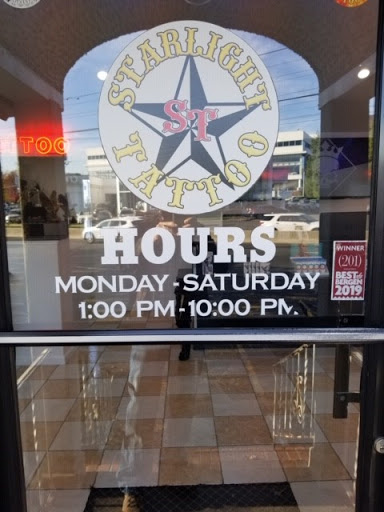 STARLIGHT
ST
TATTOO
TOO
HOURS
MONDAY-SATURDAY
1:00 PM-10:00 PM
WINNER
(201)
BEST of
BERGEN
2019